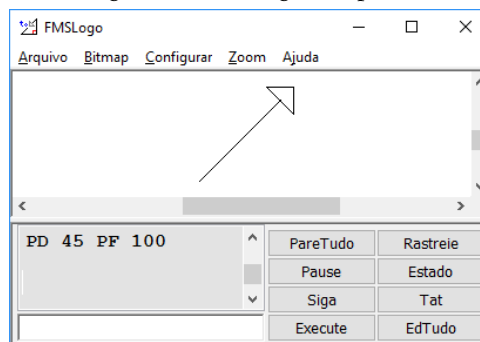 FMSLogo
Arquivo Bitmap Configurar Zoom Ajuda
PD 45 PF 100
PareTudo Rastreie
Pause Estado
Siga Tat
Execute EdTudo